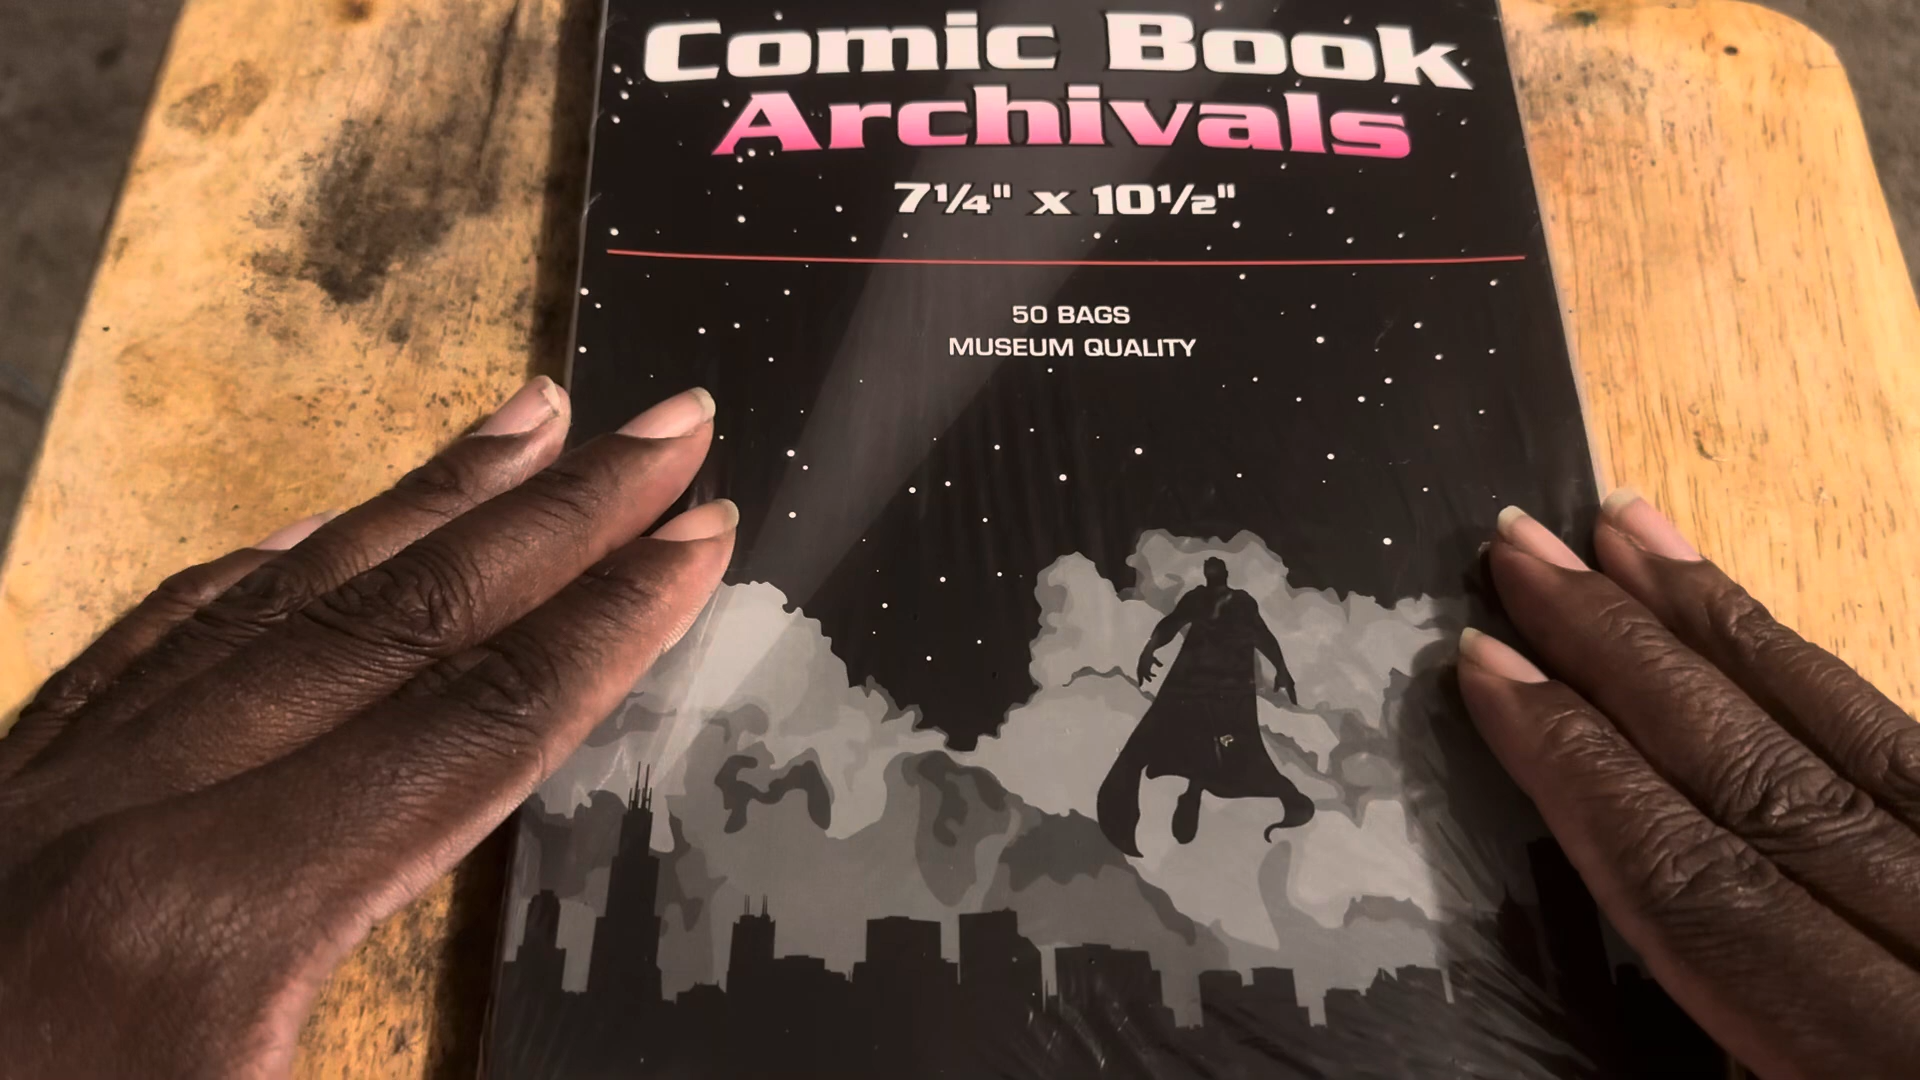 Comic Book
Archivals
7¼" x 10½"
50 BAGS
MUSEUM QUALITY